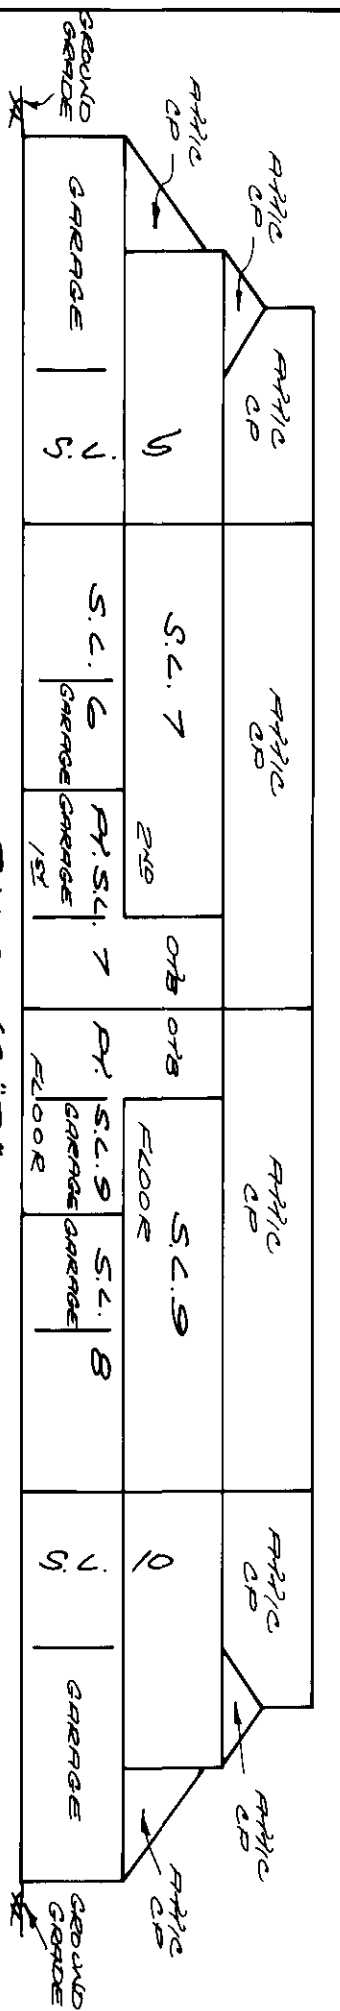 ATTIC
CP
ATTIC
CP
ATTIC
CP
ATTIC
CP
ATTIC
CP
ATTIC
CP
ATTIC
CP
ATTIC
CP
S.L. 5
S.L. 7
2ND
OTB
OTB
FLOOR
S.L. 9
S.L. 10
GROUND
GRADE
GARAGE
S.L. 6
GARAGE
PT. S.L. 7
GARAGE
1ST
PT. S.L. 9
GARAGE
FLOOR
S.L. 8
GARAGE
GARAGE
GROUND
GRADE